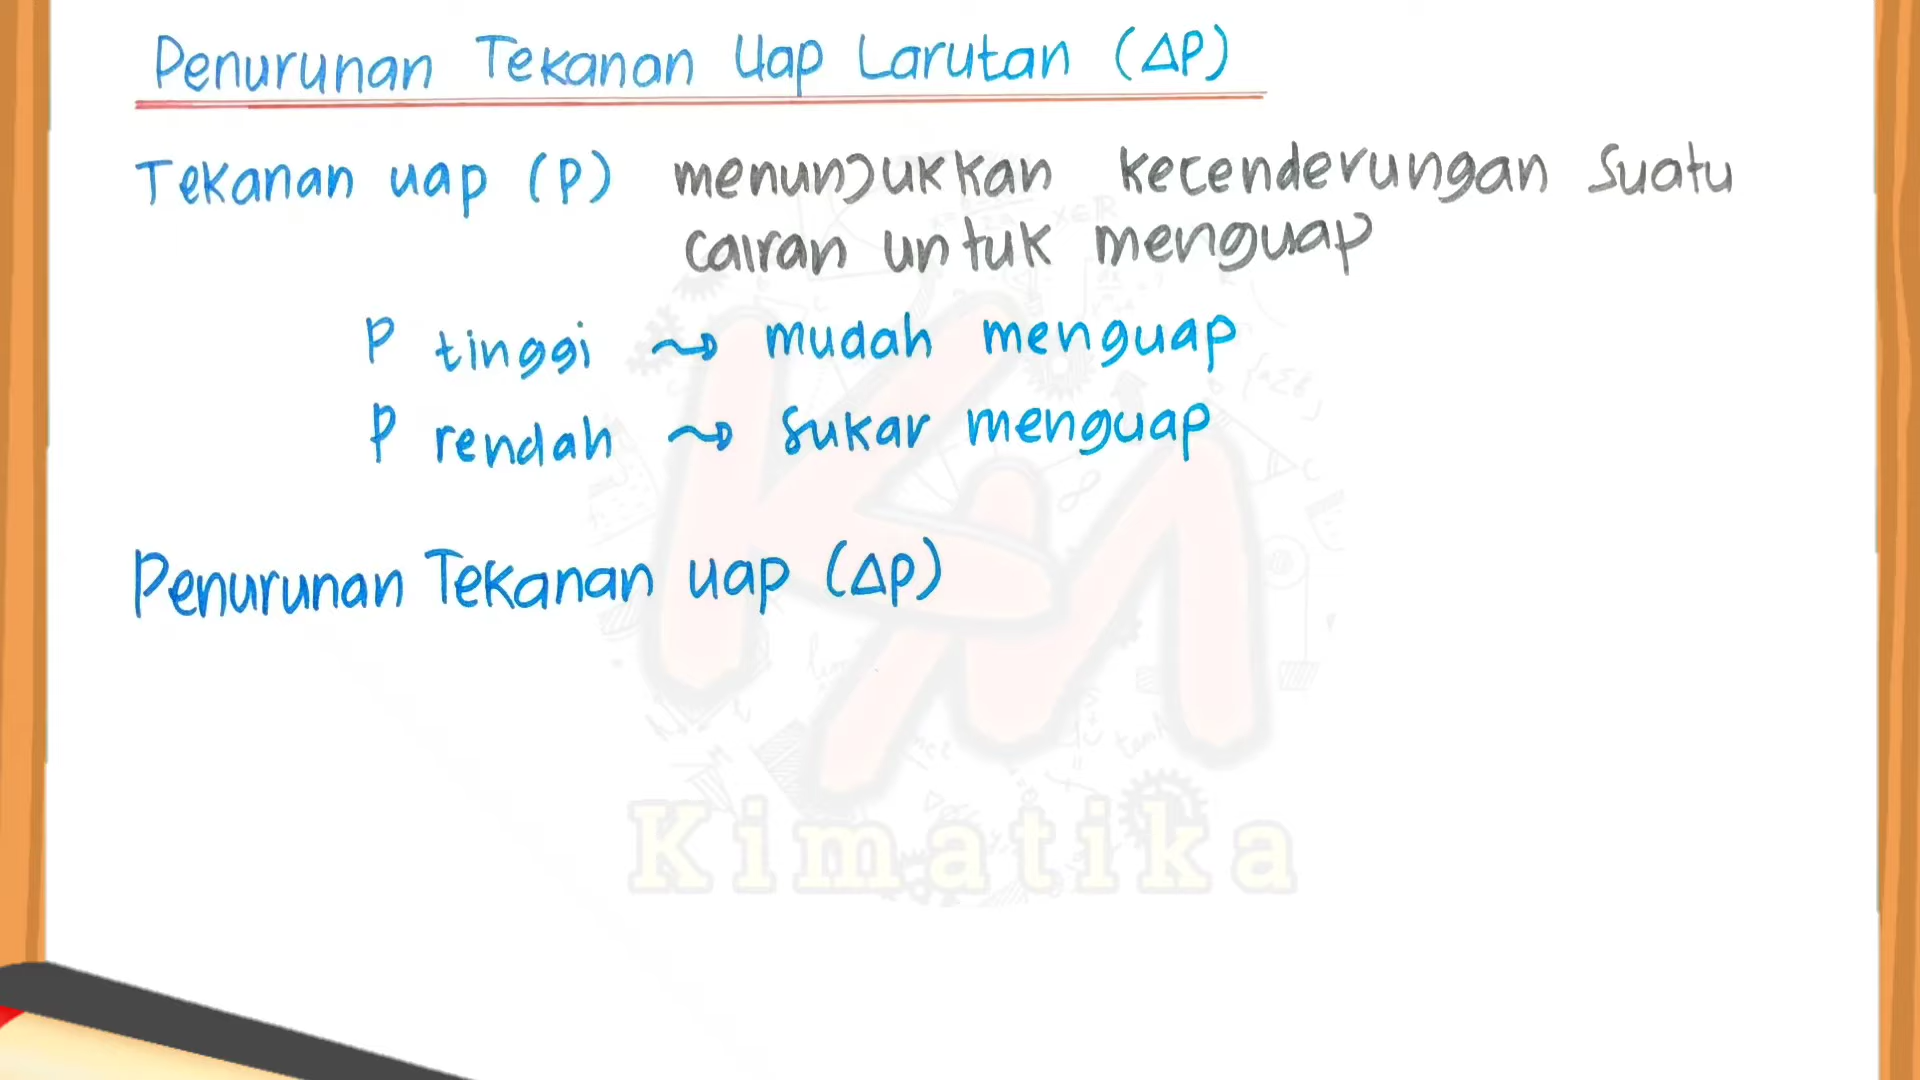 Penurunan Tekanan Uap Larutan (ΔP)
Tekanan uap (P) menunjukkan kecenderungan suatu
cairan untuk menguap
P tinggi ⤳ mudah menguap
P rendah ⤳ sukar menguap
Penurunan Tekanan uap (ΔP)
KM
Kimatika